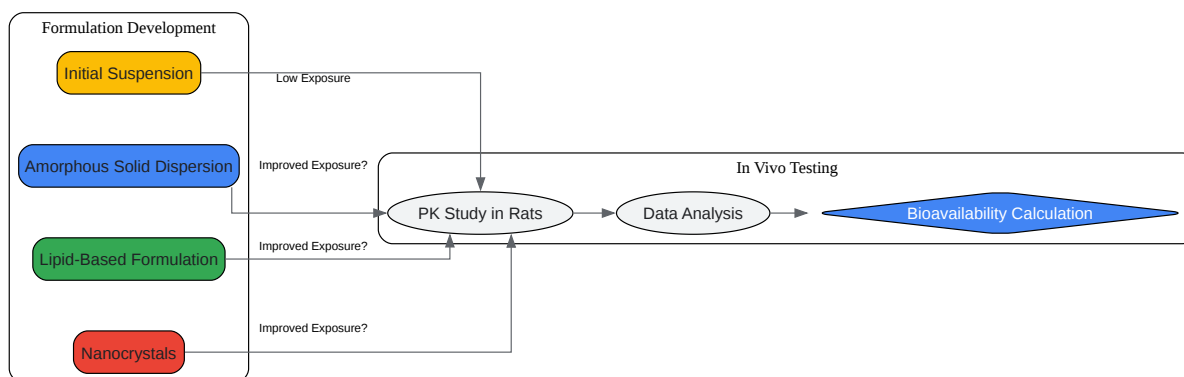 Formulation Development
Initial Suspension
Low Exposure
Amorphous Solid Dispersion
Improved Exposure?
In Vivo Testing
PK Study in Rats
Data Analysis
Bioavailability Calculation
Lipid-Based Formulation
Improved Exposure?
Nanocrystals
Improved Exposure?